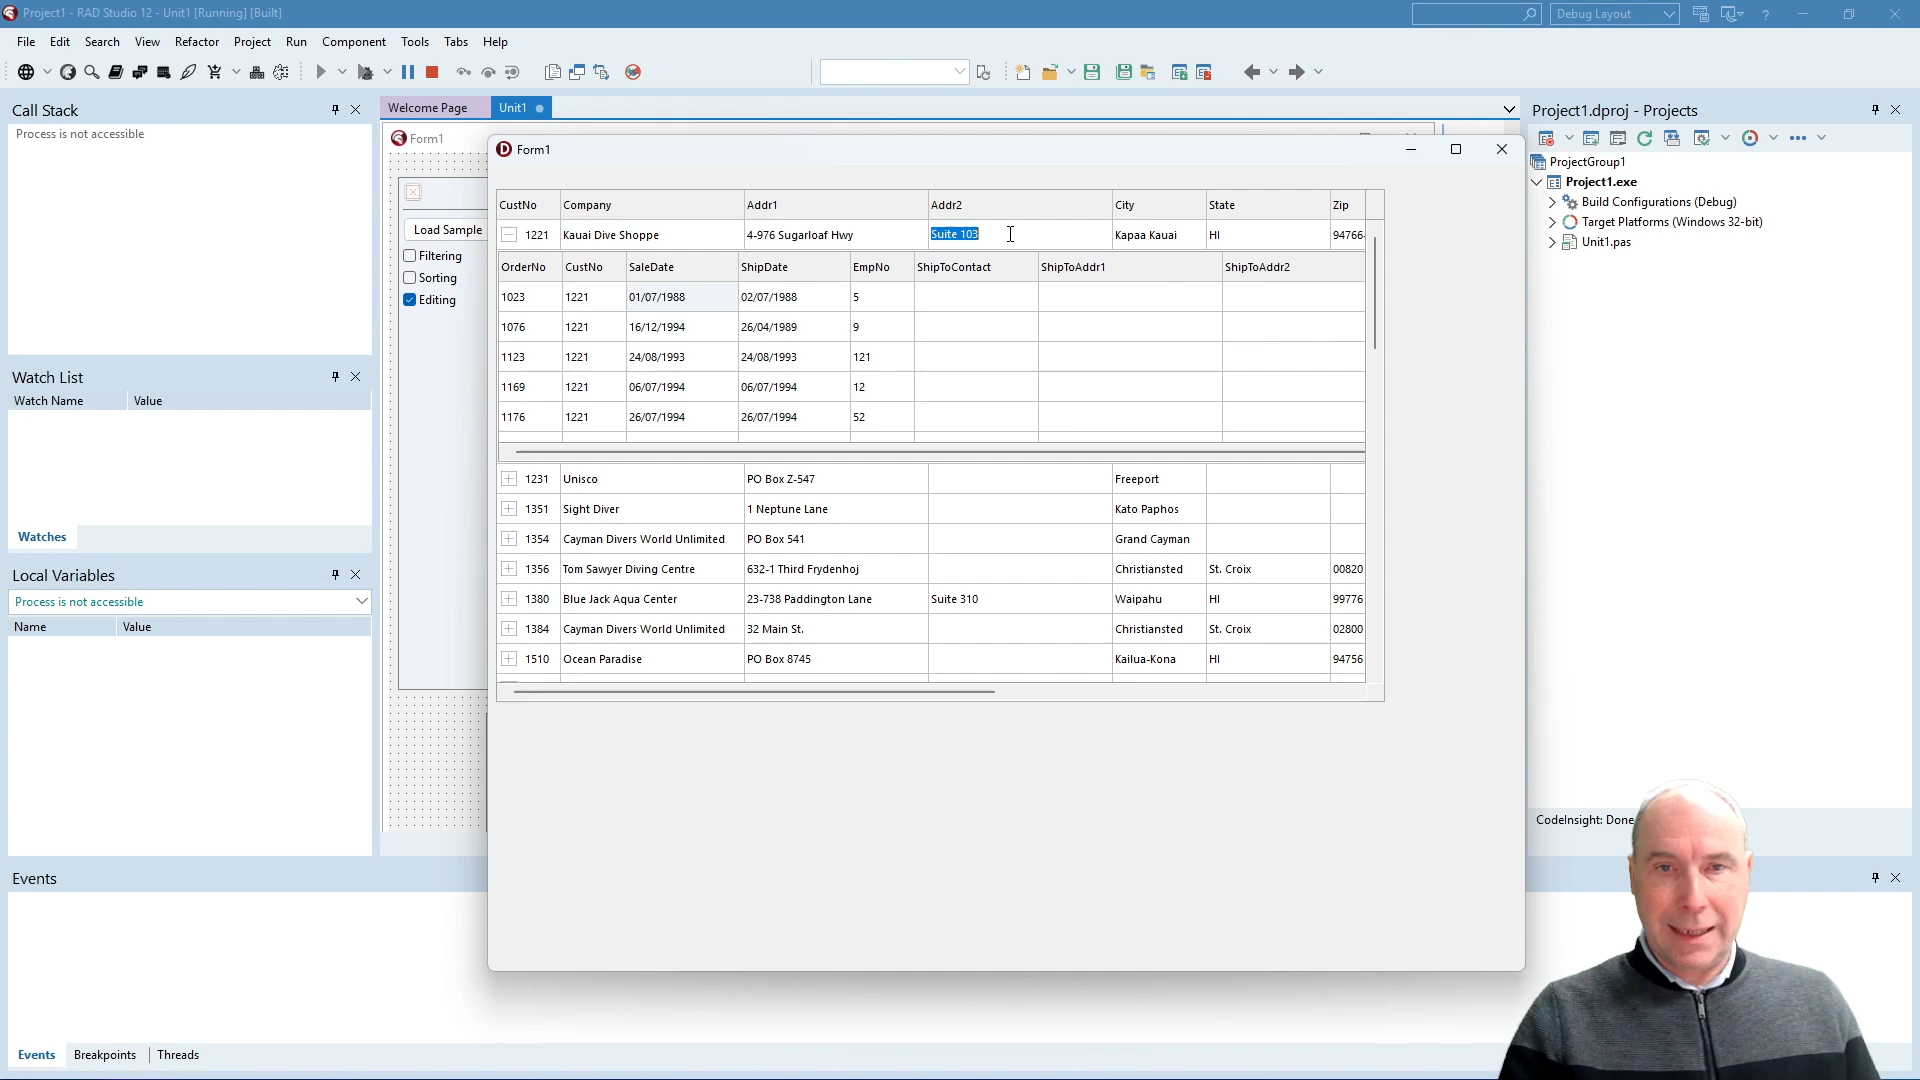 Project1 - RAD Studio 12 - Unit1 [Running] [Built]
Debug Layout
?
File Edit Search View Refactor Project Run Component Tools Tabs Help
Call Stack
Process is not accessible
Watch List
Watch Name Value
Watches
Local Variables
Process is not accessible
Name Value
Welcome Page Unit1
Form1
Load Sample
Filtering
Sorting
Editing
Form1
CustNo Company Addr1 Addr2 City State Zip
1221 Kauai Dive Shoppe 4-976 Sugarloaf Hwy Suite 103 Kapaa Kauai HI 94766-
OrderNo CustNo SaleDate ShipDate EmpNo ShipToContact ShipToAddr1 ShipToAddr2
1023 1221 01/07/1988 02/07/1988 5
1076 1221 16/12/1994 26/04/1989 9
1123 1221 24/08/1993 24/08/1993 121
1169 1221 06/07/1994 06/07/1994 12
1176 1221 26/07/1994 26/07/1994 52
1231 Unisco PO Box Z-547 Freeport
1351 Sight Diver 1 Neptune Lane Kato Paphos
1354 Cayman Divers World Unlimited PO Box 541 Grand Cayman
1356 Tom Sawyer Diving Centre 632-1 Third Frydenhoj Christiansted St. Croix 00820
1380 Blue Jack Aqua Center 23-738 Paddington Lane Suite 310 Waipahu HI 99776
1384 Cayman Divers World Unlimited 32 Main St. Christiansted St. Croix 02800
1510 Ocean Paradise PO Box 8745 Kailua-Kona HI 94756
Project1.dproj - Projects
ProjectGroup1
Project1.exe
Build Configurations (Debug)
Target Platforms (Windows 32-bit)
Unit1.pas
CodeInsight: Done
Events
Events Breakpoints Threads